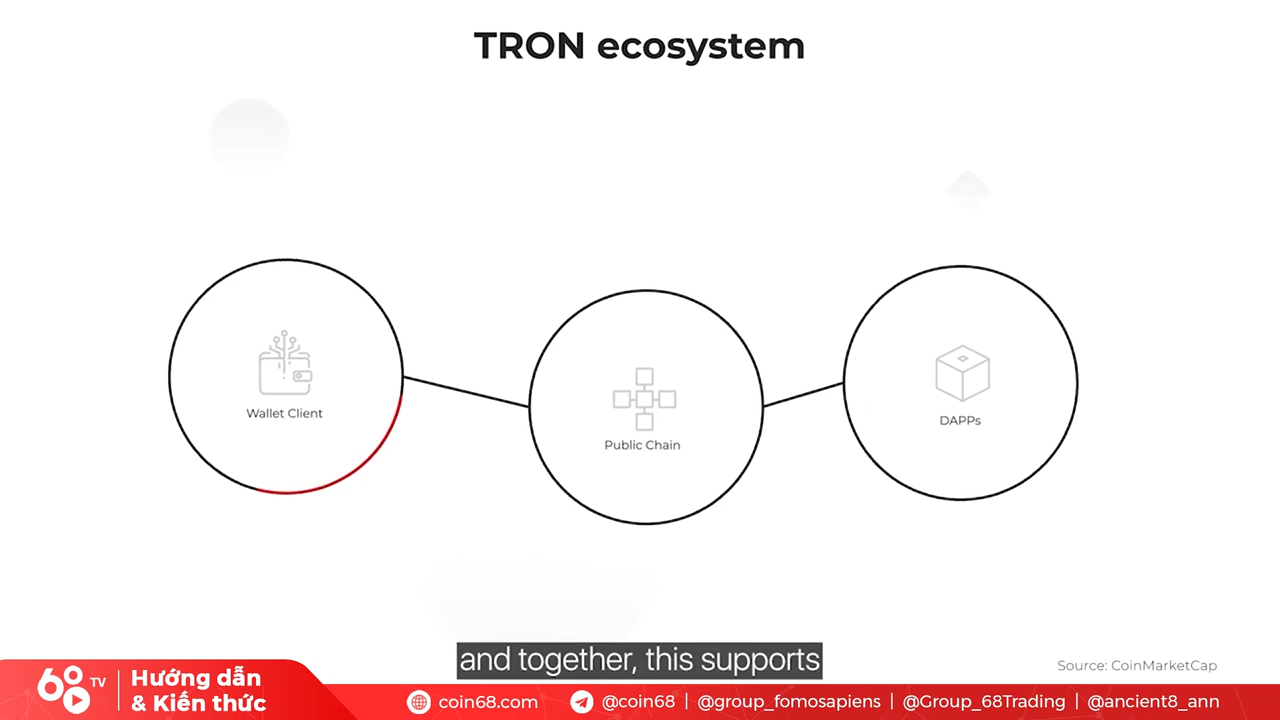 TRON ecosystem
Wallet Client
Public Chain
DAPPs
and together, this supports
Source: CoinMarketCap
68 TV
Hướng dẫn
& Kiến thức
coin68.com
@coin68 | @group_fomosapiens | @Group_68Trading | @ancient8_ann